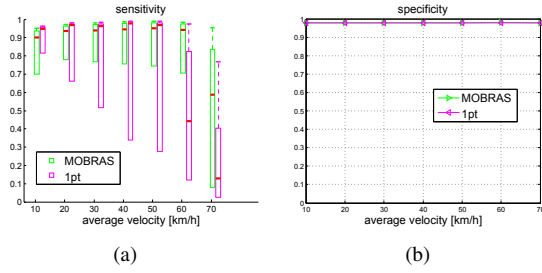 sensitivity
1
0.9
0.8
0.7
0.6
0.5
0.4
0.3
0.2
0.1
0
MOBRAS
1pt
10 20 30 40 50 60 70
average velocity [km/h]
(a)
specificity
1
0.9
0.8
0.7
0.6
0.5
0.4
0.3
0.2
0.1
0
MOBRAS
1pt
10 20 30 40 50 60 70
average velocity [km/h]
(b)